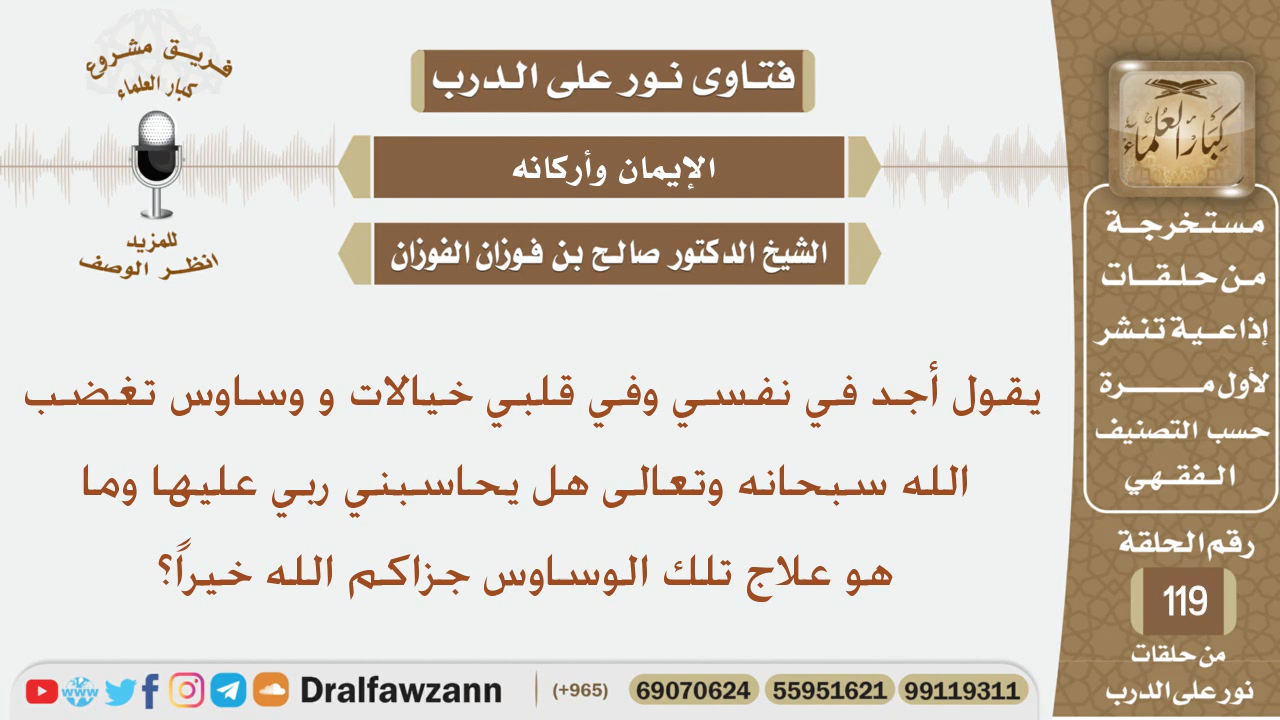 فريق مشروع
كبار العلماء
للمزيد
انظر الوصف
فتاوى نور على الدرب
الإيمان وأركانه
الشيخ الدكتور صالح بن فوزان الفوزان
يقول أجد في نفسي وفي قلبي خيالات و وساوس تغضب
الله سبحانه وتعالى هل يحاسبني ربي عليها وما
هو علاج تلك الوساوس جزاكم الله خيراً؟
كبار العلماء
مستخرجة
من حلقات
إذاعية تنشر
لأول مرة
حسب التصنيف
الفقهي
رقم الحلقة
119
من حلقات
نور على الدرب
www
Dralfawzann
(+965)
69070624
55951621
99119311